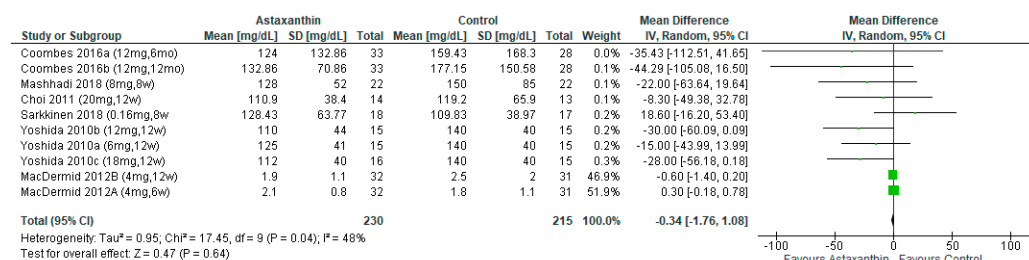 Astaxanthin Control Mean Difference Mean Difference
Study or Subgroup Mean [mg/dL] SD [mg/dL] Total Mean [mg/dL] SD [mg/dL] Total Weight IV, Random, 95% CI IV, Random, 95% CI
Coombes 2016a (12mg,6mo) 124 132.86 33 159.43 168.3 28 0.0% -35.43 [-112.51, 41.65]
Coombes 2016b (12mg,12mo) 132.86 70.86 33 177.15 150.58 28 0.1% -44.29 [-105.08, 16.50]
Mashhadi 2018 (8mg,8w) 128 52 22 150 85 22 0.1% -22.00 [-63.64, 19.64]
Choi 2011 (20mg,12w) 110.9 38.4 14 119.2 65.9 13 0.1% -8.30 [-49.38, 32.78]
Sarkkinen 2018 (0.16mg,8w 128.43 63.77 18 109.83 38.97 17 0.2% 18.60 [-16.20, 53.40]
Yoshida 2010b (12mg,12w) 110 44 15 140 40 15 0.2% -30.00 [-60.09, 0.09]
Yoshida 2010a (6mg,12w) 125 41 15 140 40 15 0.2% -15.00 [-43.99, 13.99]
Yoshida 2010c (18mg,12w) 112 40 16 140 40 15 0.3% -28.00 [-56.18, 0.18]
MacDermid 2012B (4mg,12w) 1.9 1.1 32 2.5 2 31 46.9% -0.60 [-1.40, 0.20]
MacDermid 2012A (4mg,6w) 2.1 0.8 32 1.8 1.1 31 51.9% 0.30 [-0.18, 0.78]
Total (95% CI) 230 215 100.0% -0.34 [-1.76, 1.08]
Heterogeneity: Tau² = 0.95; Chi² = 17.45, df = 9 (P = 0.04); I² = 48%
Test for overall effect: Z = 0.47 (P = 0.64)
-100 -50 0 50 100
Favours Astaxanthin Favours Control